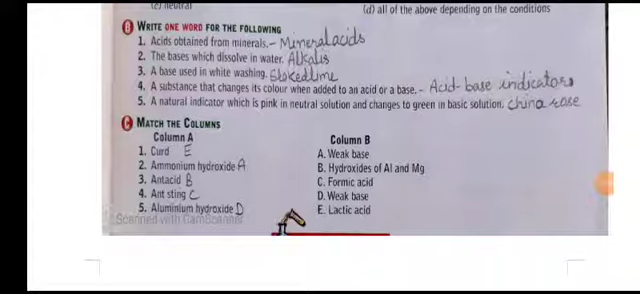 (c) neutral (d) all of the above depending on the conditions
B WRITE ONE WORD FOR THE FOLLOWING
1. Acids obtained from minerals.- Mineral acids
2. The bases which dissolve in water. Alkalis
3. A base used in white washing. Slaked lime
4. A substance that changes its colour when added to an acid or a base.- Acid-base indicators
5. A natural indicator which is pink in neutral solution and changes to green in basic solution. China rose
C MATCH THE COLUMNS
Column A Column B
1. Curd E A. Weak base
2. Ammonium hydroxide A B. Hydroxides of Al and Mg
3. Antacid B C. Formic acid
4. Ant sting C D. Weak base
5. Aluminium hydroxide D E. Lactic acid
Scanned with CamScanner